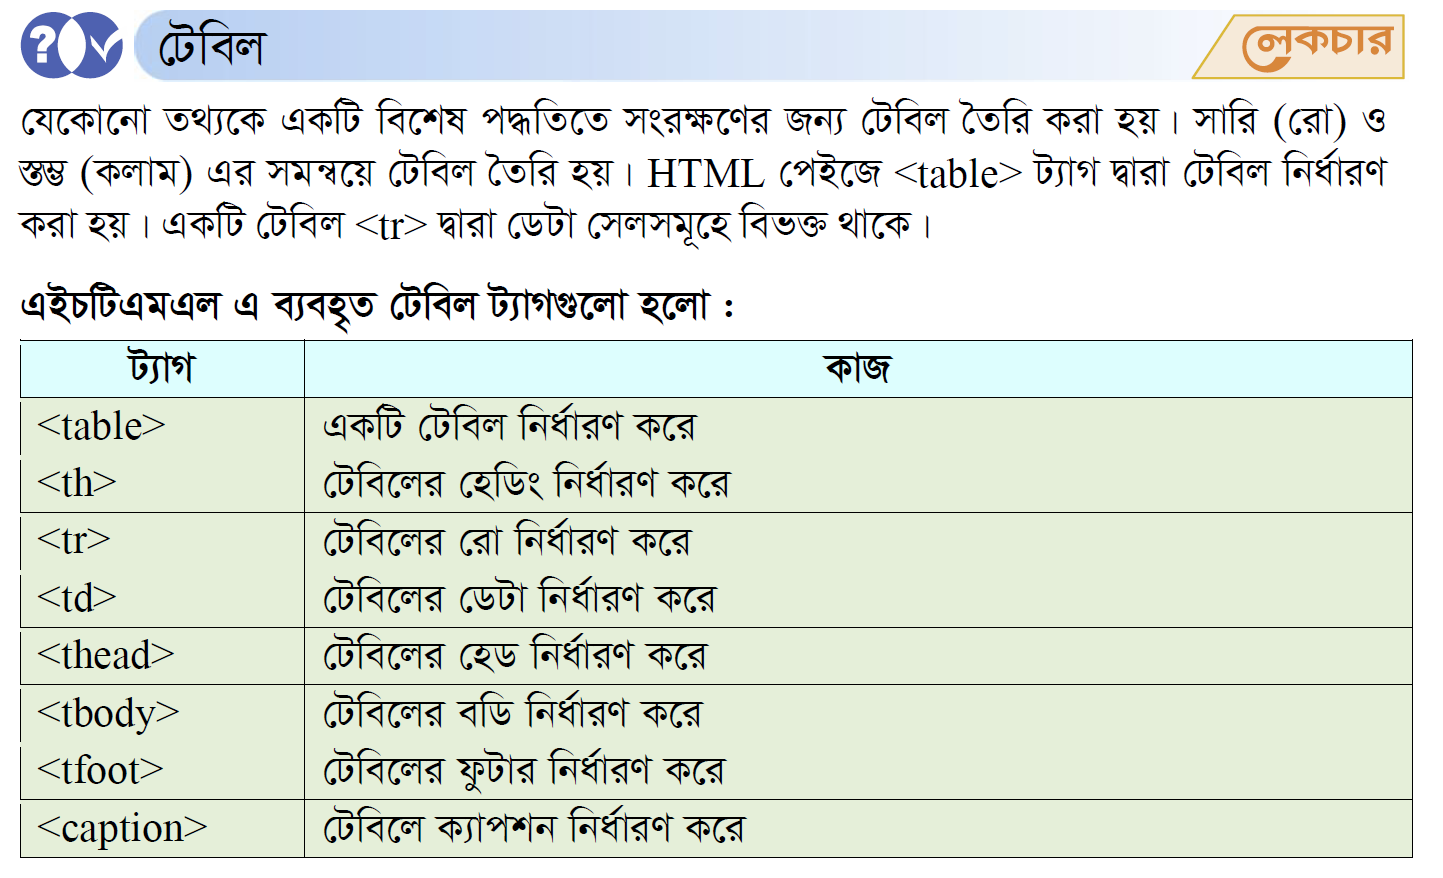 টেবিল
লেকচার
যেকোনো তথ্যকে একটি বিশেষ পদ্ধতিতে সংরক্ষণের জন্য টেবিল তৈরি করা হয়। সারি (রো) ও
স্তম্ভ (কলাম) এর সমন্বয়ে টেবিল তৈরি হয়। HTML পেইজে <table> ট্যাগ দ্বারা টেবিল নির্ধারণ
করা হয়। একটি টেবিল <tr> দ্বারা ডেটা সেলসমূহে বিভক্ত থাকে।
এইচটিএমএল এ ব্যবহৃত টেবিল ট্যাগগুলো হলো :
ট্যাগ কাজ
<table> একটি টেবিল নির্ধারণ করে
<th> টেবিলের হেডিং নির্ধারণ করে
<tr> টেবিলের রো নির্ধারণ করে
<td> টেবিলের ডেটা নির্ধারণ করে
<thead> টেবিলের হেড নির্ধারণ করে
<tbody> টেবিলের বডি নির্ধারণ করে
<tfoot> টেবিলের ফুটার নির্ধারণ করে
<caption> টেবিলে ক্যাপশন নির্ধারণ করে